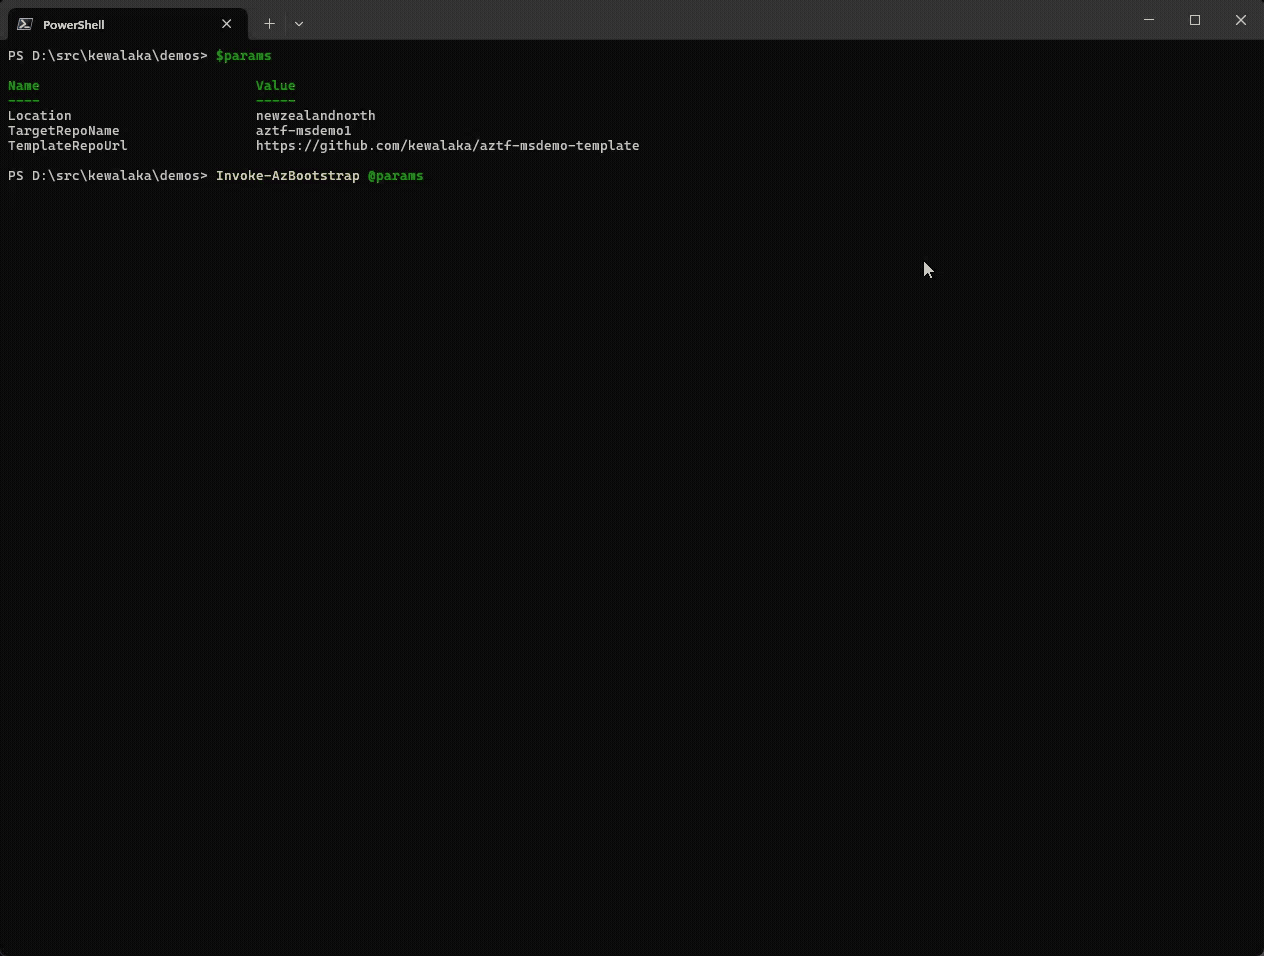 PowerShell
PS D:\src\kewalaka\demos> $params
Name Value
---- -----
Location newzealandnorth
TargetRepoName aztf-msdemo1
TemplateRepoUrl https://github.com/kewalaka/aztf-msdemo-template
PS D:\src\kewalaka\demos> Invoke-AzBootstrap @params